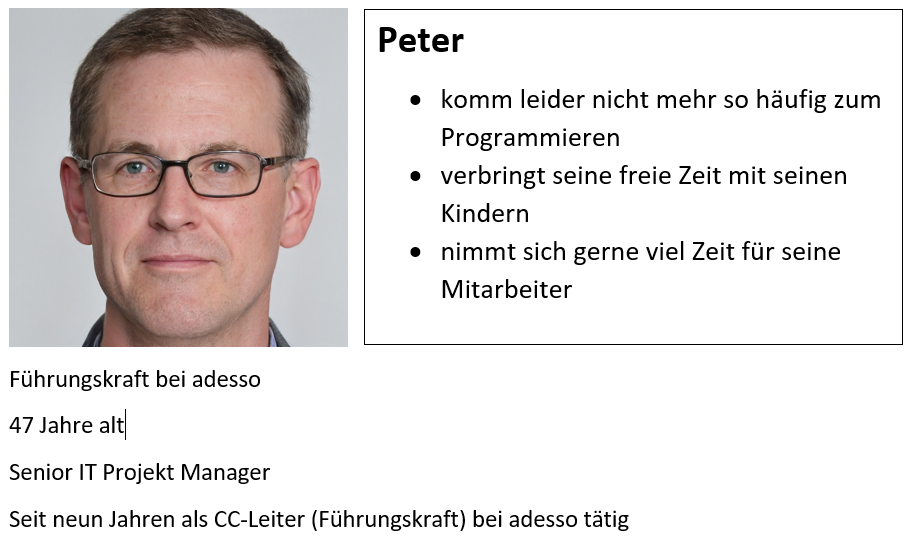 Peter
• komm leider nicht mehr so häufig zum
Programmieren
• verbringt seine freie Zeit mit seinen
Kindern
• nimmt sich gerne viel Zeit für seine
Mitarbeiter
Führungskraft bei adesso
47 Jahre alt
Senior IT Projekt Manager
Seit neun Jahren als CC-Leiter (Führungskraft) bei adesso tätig